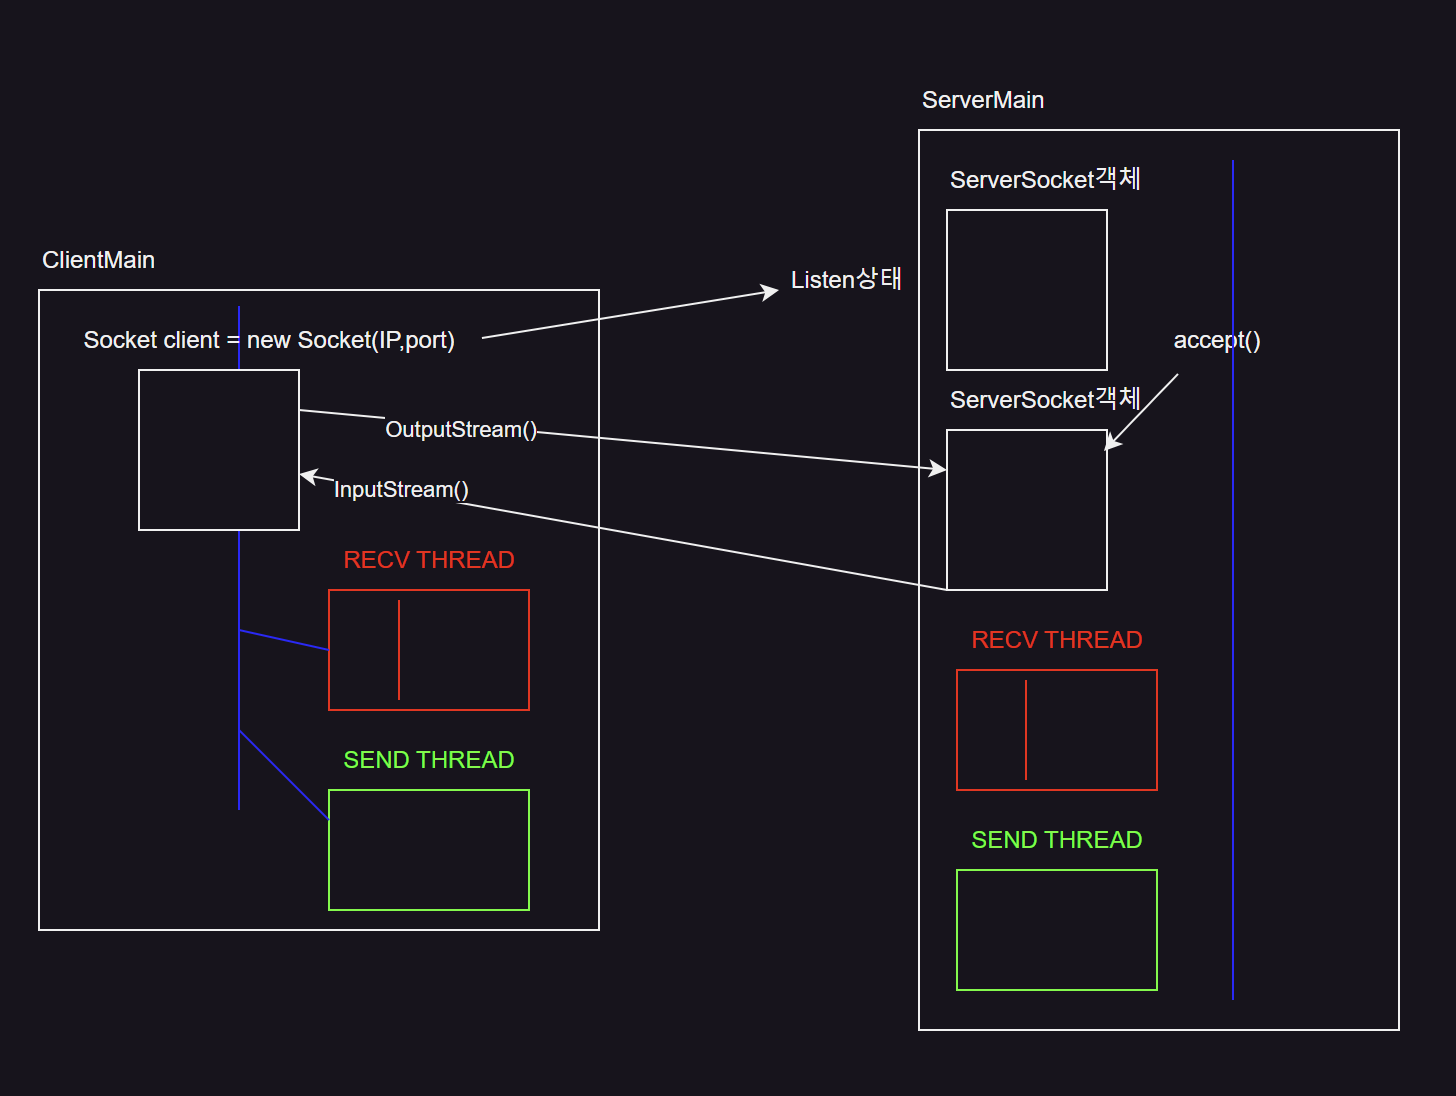 ServerMain
ServerSocket객체
ClientMain
Listen상태
Socket client = new Socket(IP,port)
accept()
ServerSocket객체
OutputStream()
InputStream()
RECV THREAD
RECV THREAD
SEND THREAD
SEND THREAD